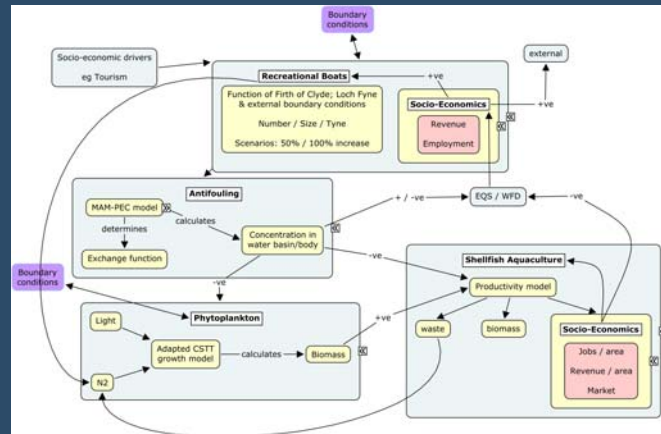 Boundary
conditions
Socio-economic drivers
eg Tourism
external
Recreational Boats
+ve
Function of Firth of Clyde; Loch Fyne
& external boundary conditions
Number / Size / Tyne
Scenarios: 50% / 100% increase
Socio-Economics
+ve
Revenue
Employment
Antifouling
MAM-PEC model
calculates
determines
Exchange function
Concentration in
water basin/body
+ / -ve
EQS / WFD
-ve
-ve
-ve
Boundary
conditions
Phytoplankton
Light
Adapted CSTT
growth model
calculates
Biomass
N2
+ve
Shellfish Aquaculture
Productivity model
waste
biomass
Socio-Economics
Jobs / area
Revenue / area
Market